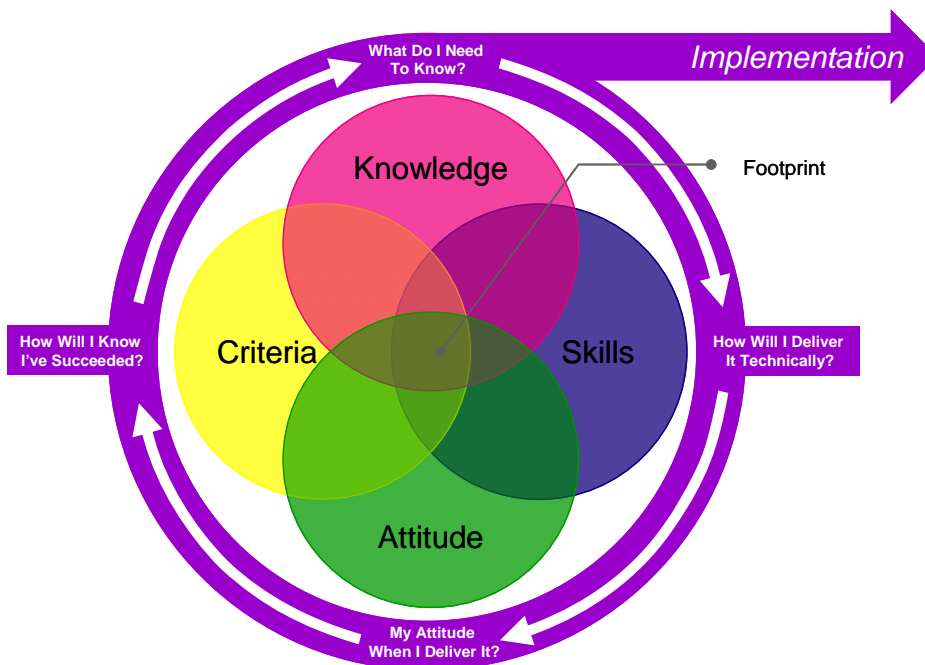 What Do I Need
To Know?
Implementation
Knowledge
Footprint
How Will I Know
I've Succeeded?
Criteria
Skills
How Will I Deliver
It Technically?
Attitude
My Attitude
When I Deliver It?